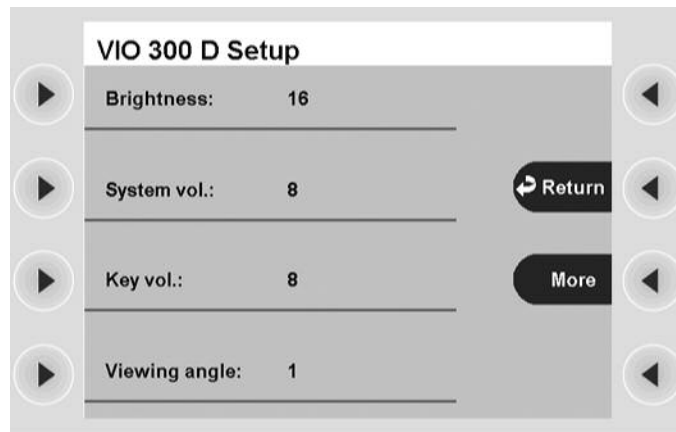 VIO 300 D Setup
Brightness: 16
System vol.: 8
Return
Key vol.: 8
More
Viewing angle: 1